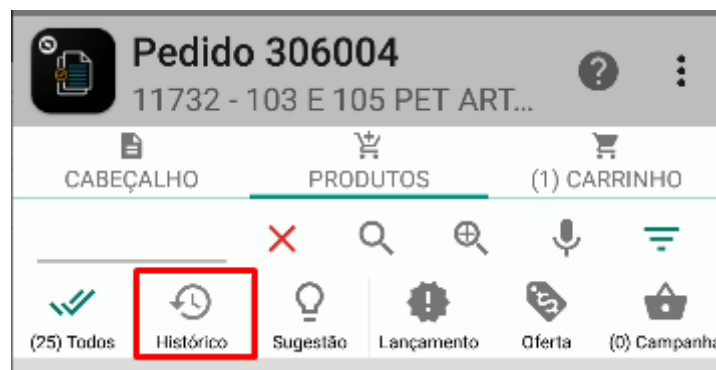 Pedido 306004
11732 - 103 E 105 PET ART...
CABEÇALHO PRODUTOS (1) CARRINHO
(25) Todos Histórico Sugestão Lançamento Oferta (0) Campanha